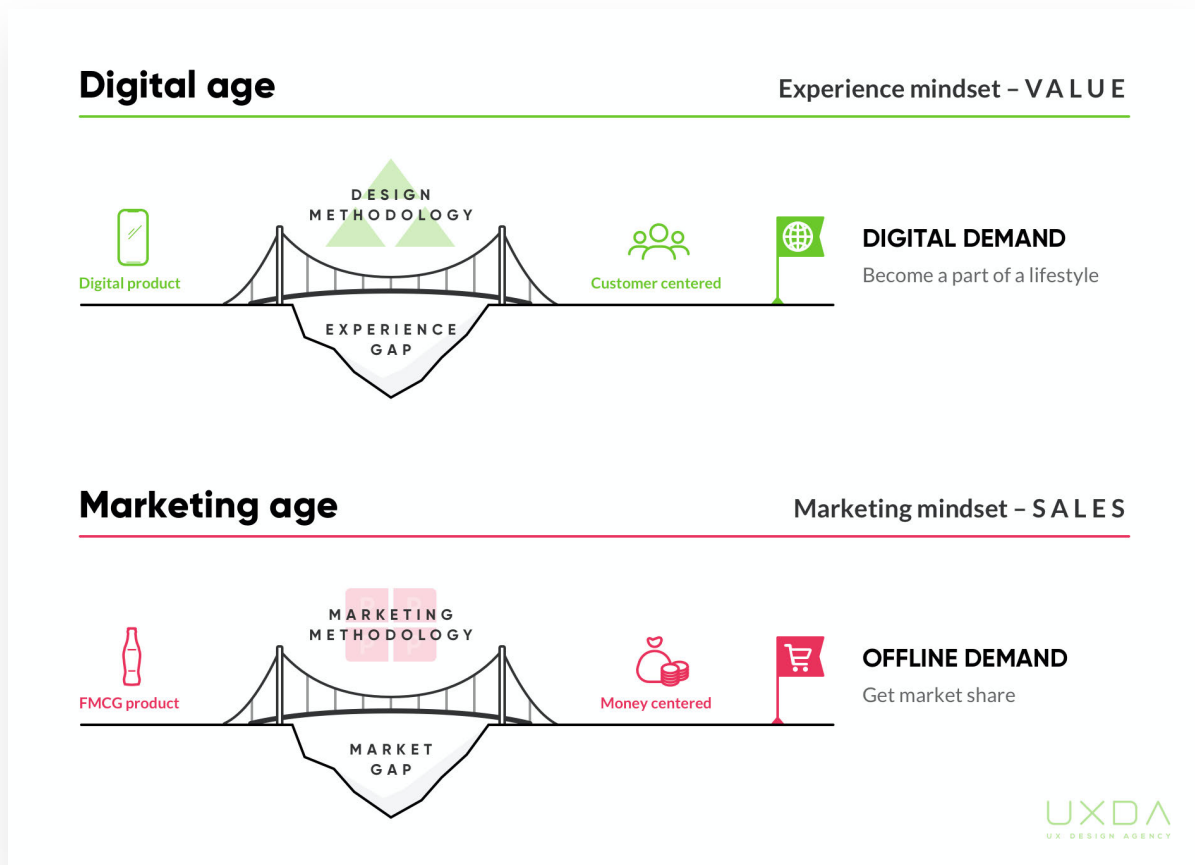 Digital age
Experience mindset – VALUE
DESIGN
METHODOLOGY
Digital product
Customer centered
DIGITAL DEMAND
Become a part of a lifestyle
EXPERIENCE
GAP
Marketing age
Marketing mindset – SALES
MARKETING
METHODOLOGY
FMCG product
Money centered
OFFLINE DEMAND
Get market share
MARKET
GAP
UXDA
UX DESIGN AGENCY